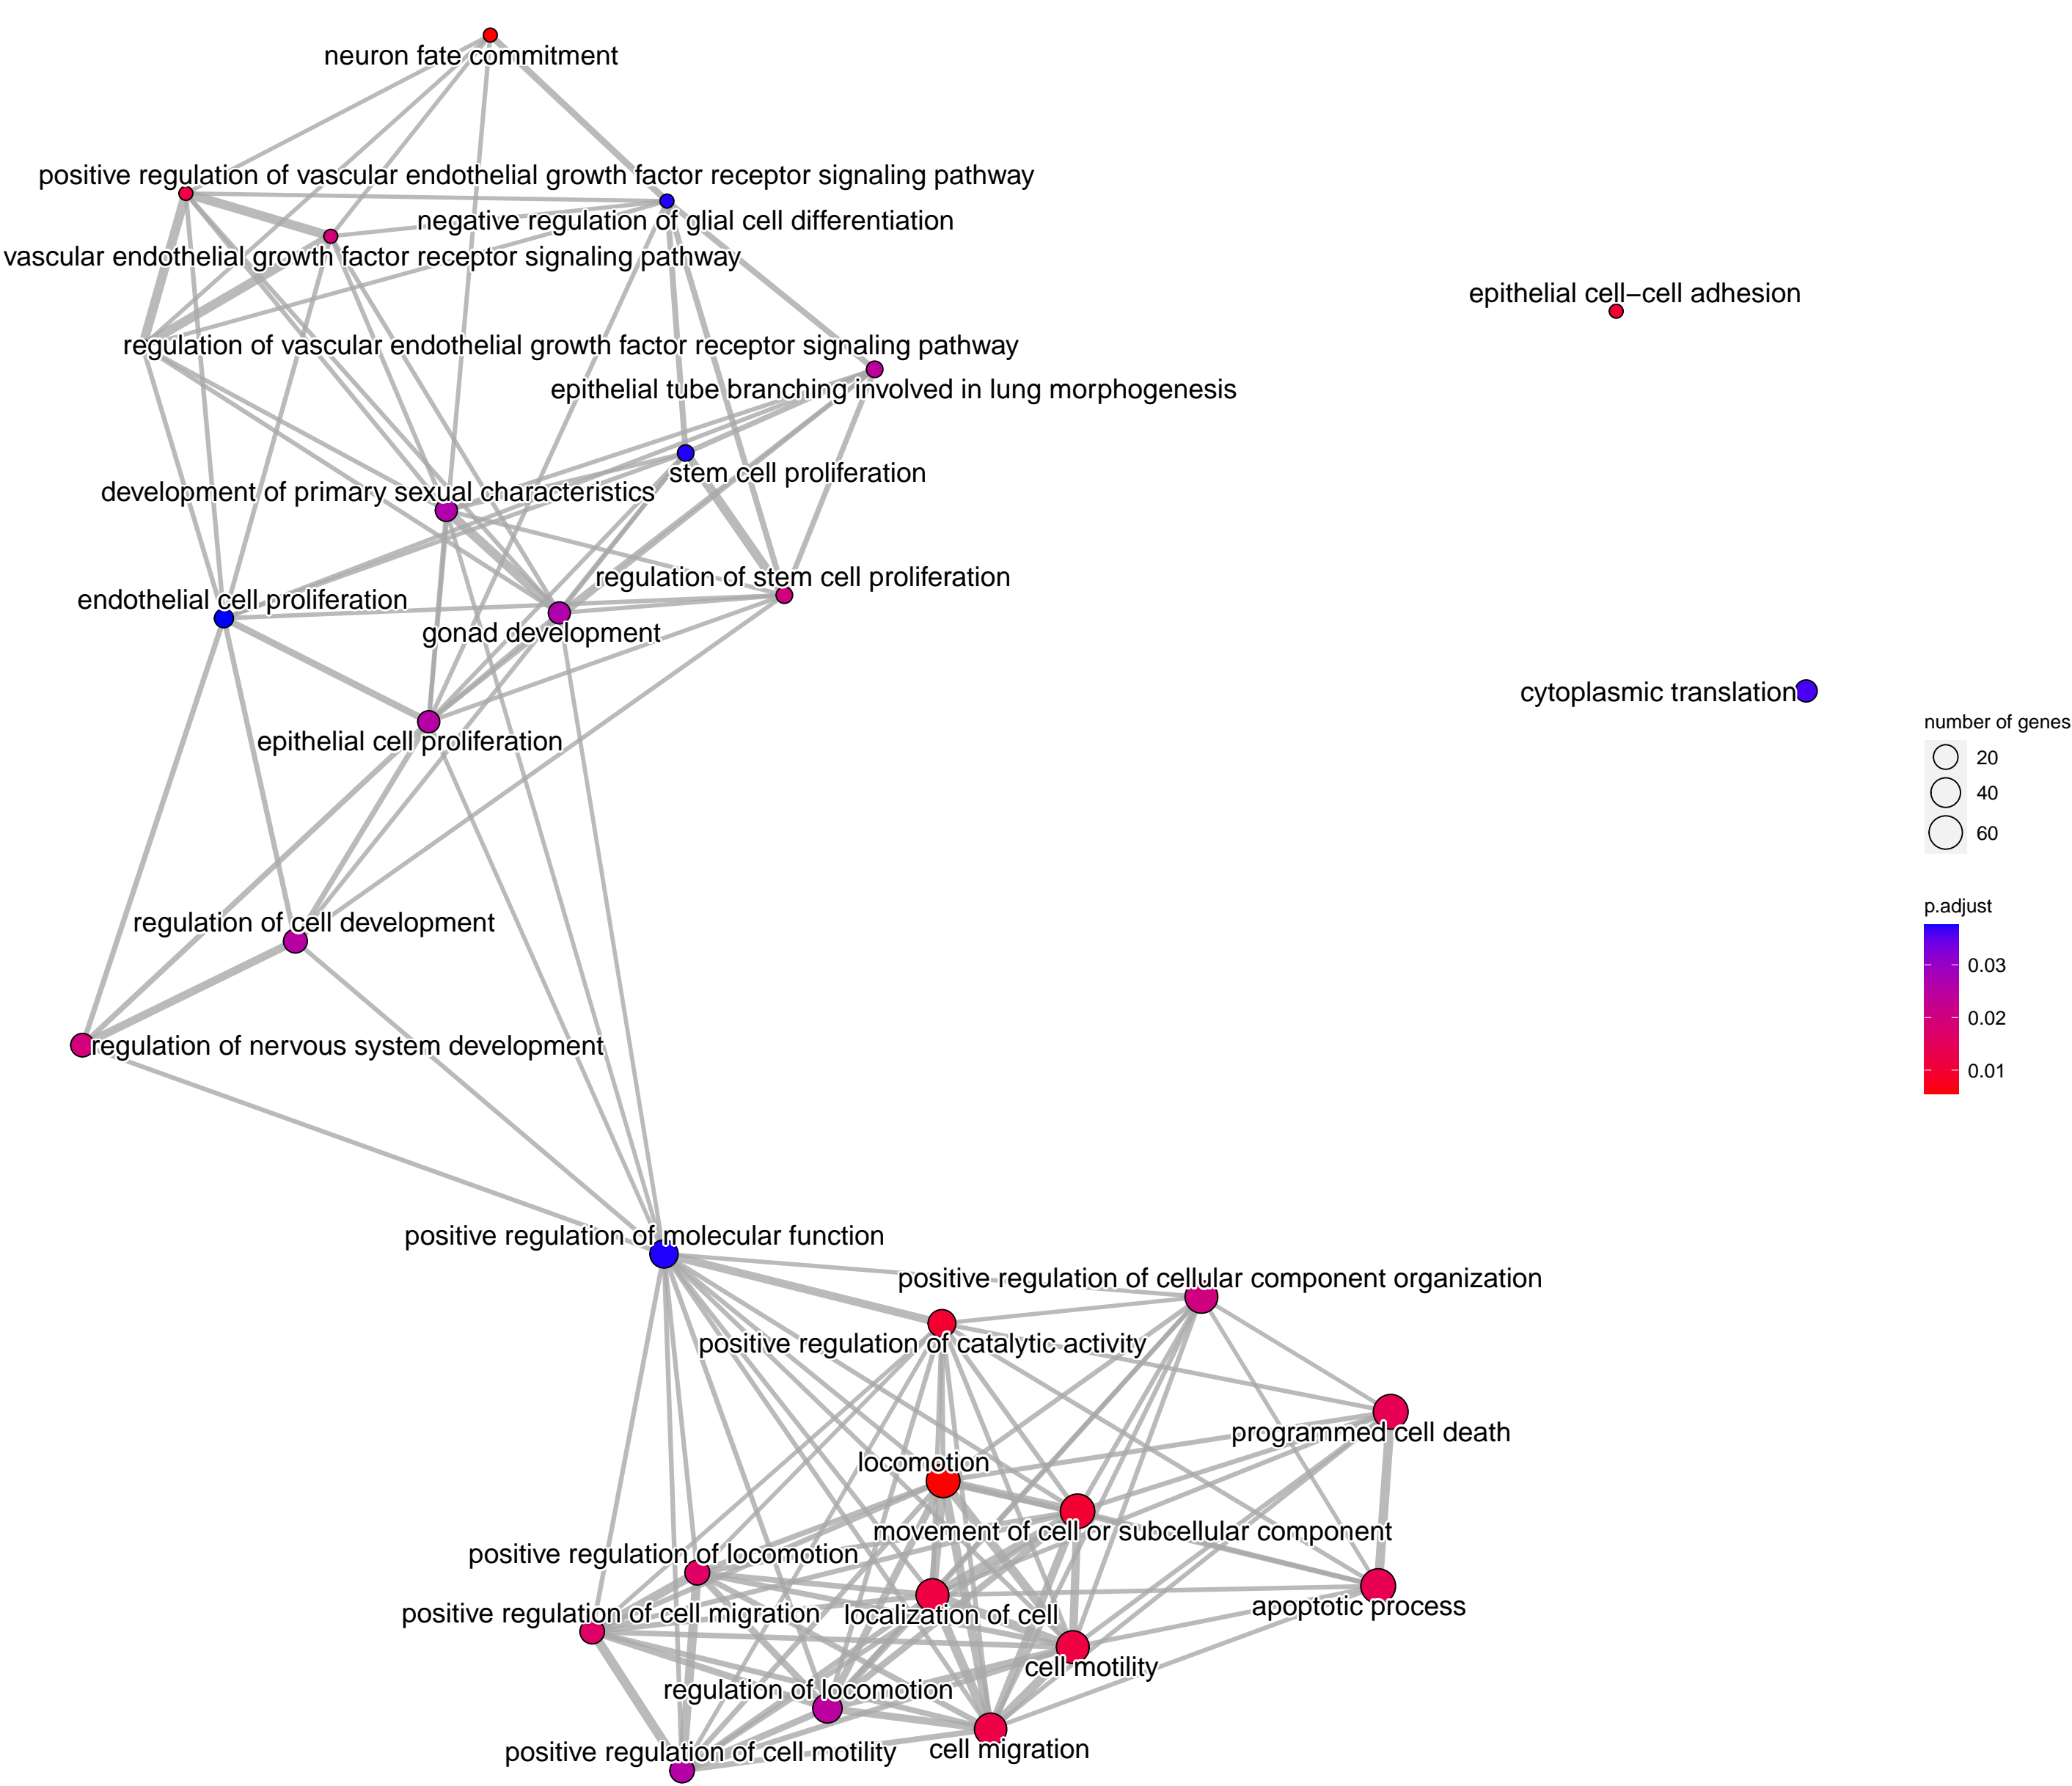 neuron fate commitment
positive regulation of vascular endothelial growth factor receptor signaling pathway
negative regulation of glial cell differentiation
vascular endothelial growth factor receptor signaling pathway
epithelial cell−cell adhesion
regulation of vascular endothelial growth factor receptor signaling pathway
epithelial tube branching involved in lung morphogenesis
stem cell proliferation
development of primary sexual characteristics
regulation of stem cell proliferation
endothelial cell proliferation
gonad development
cytoplasmic translation
number of genes
20
40
60
epithelial cell proliferation
p.adjust
0.03
0.02
0.01
regulation of cell development
regulation of nervous system development
positive regulation of molecular function
positive regulation of cellular component organization
positive regulation of catalytic activity
programmed cell death
locomotion
movement of cell or subcellular component
positive regulation of locomotion
positive regulation of cell migration
localization of cell
apoptotic process
cell motility
regulation of locomotion
positive regulation of cell motility
cell migration